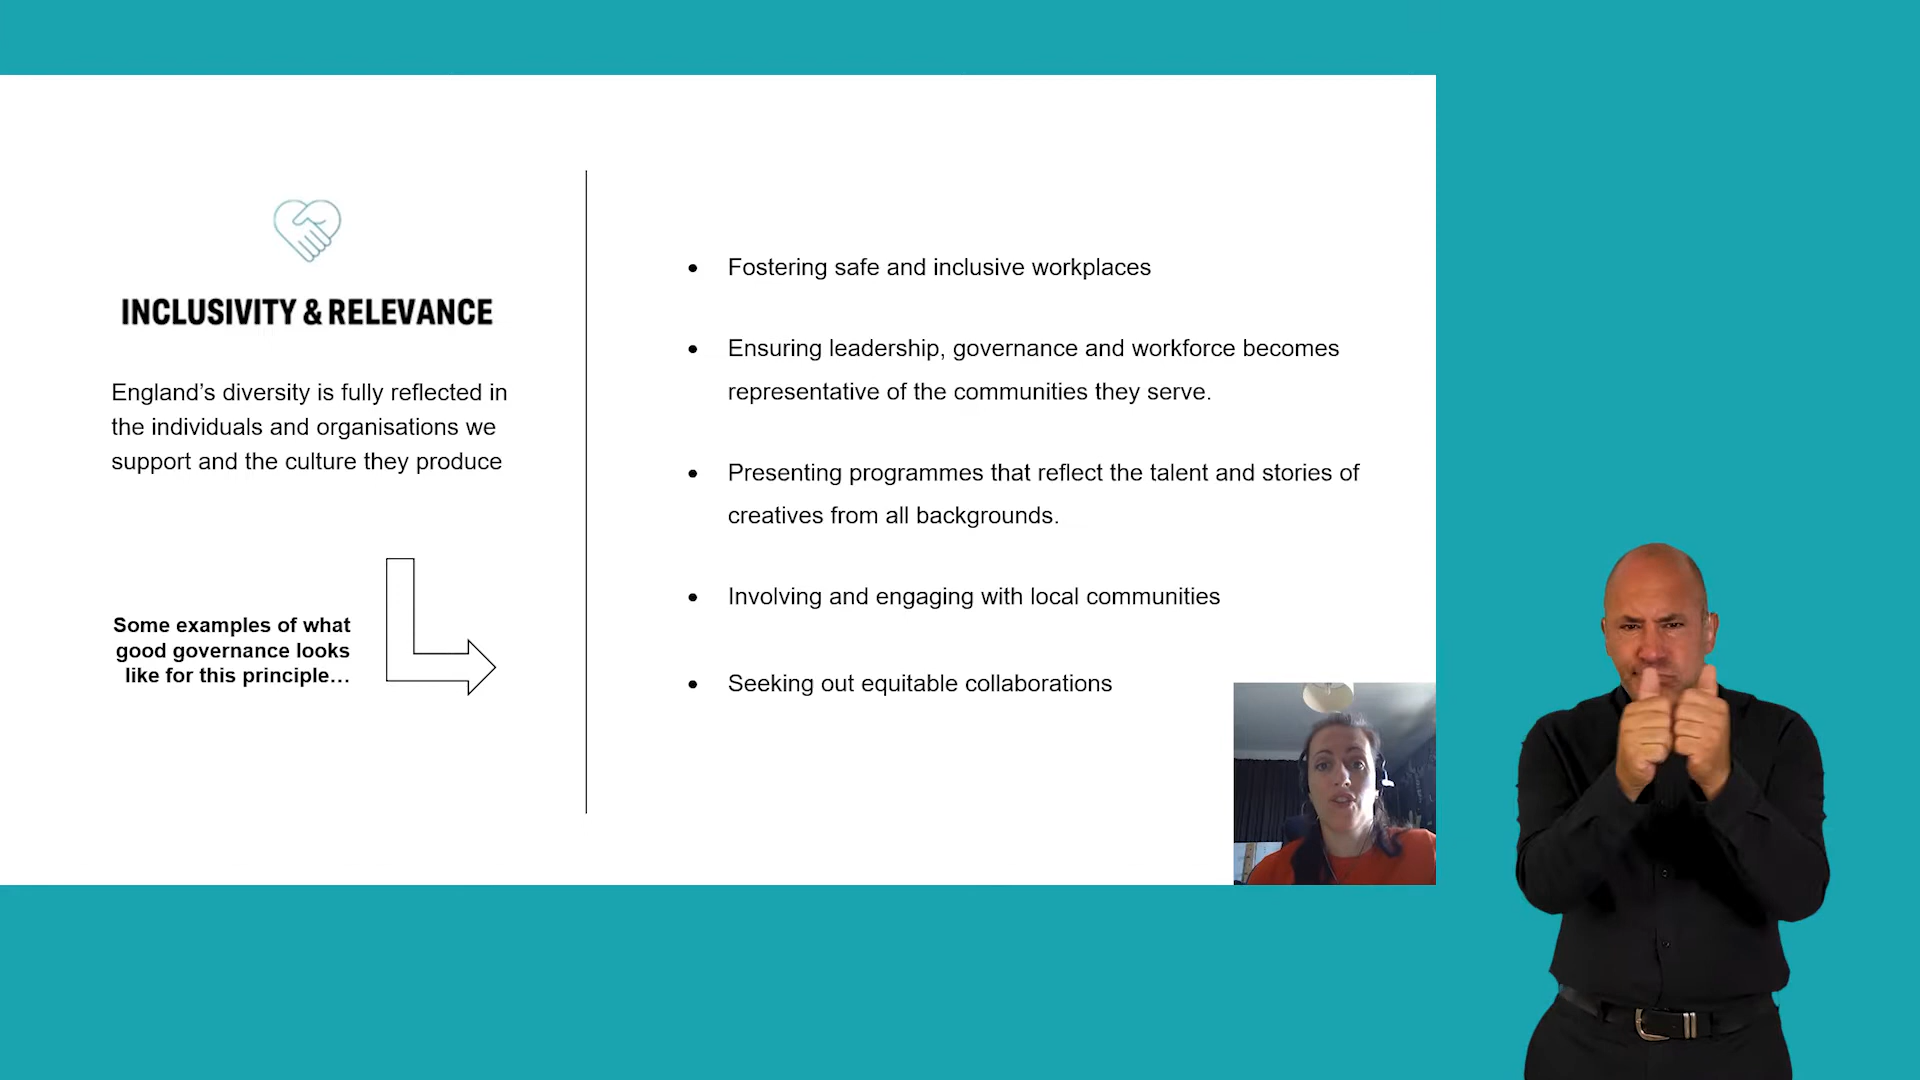 INCLUSIVITY & RELEVANCE
England’s diversity is fully reflected in
the individuals and organisations we
support and the culture they produce
Some examples of what
good governance looks
like for this principle…
• Fostering safe and inclusive workplaces
• Ensuring leadership, governance and workforce becomes
representative of the communities they serve.
• Presenting programmes that reflect the talent and stories of
creatives from all backgrounds.
• Involving and engaging with local communities
• Seeking out equitable collaborations